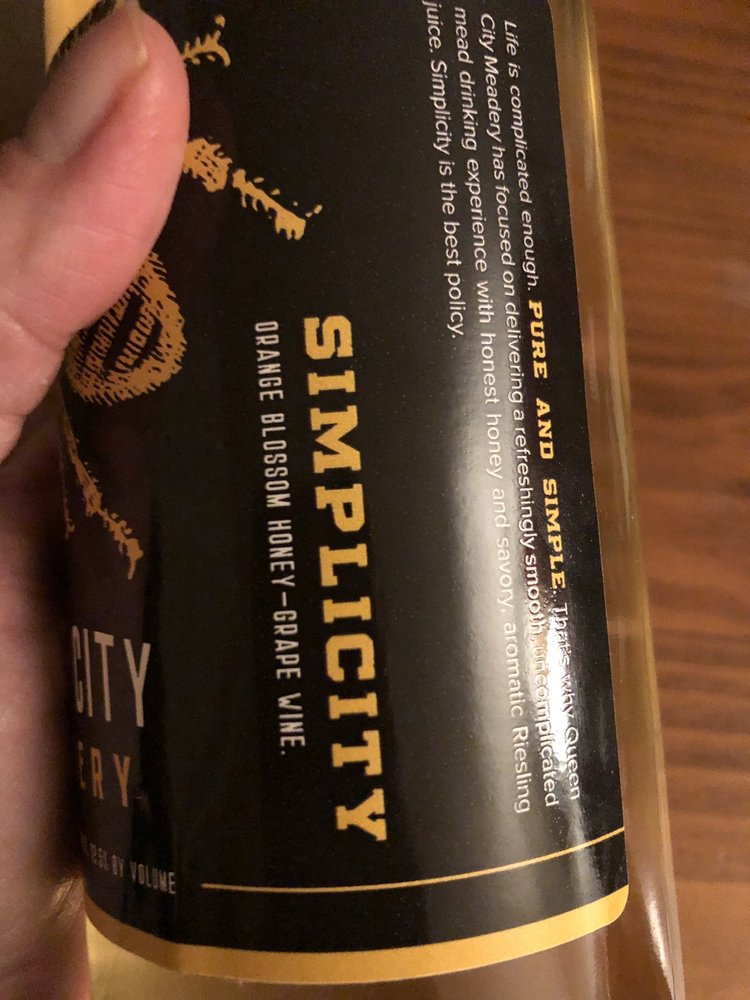 Life is complicated enough. PURE AND SIMPLE. That's why Queen
City Meadery has focused on delivering a refreshingly smooth, uncomplicated
mead drinking experience with honest honey and savory, aromatic Riesling
juice. Simplicity is the best policy.
SIMPLICITY
ORANGE BLOSSOM HONEY-GRAPE WINE.
CITY
ERY
BY VOLUME